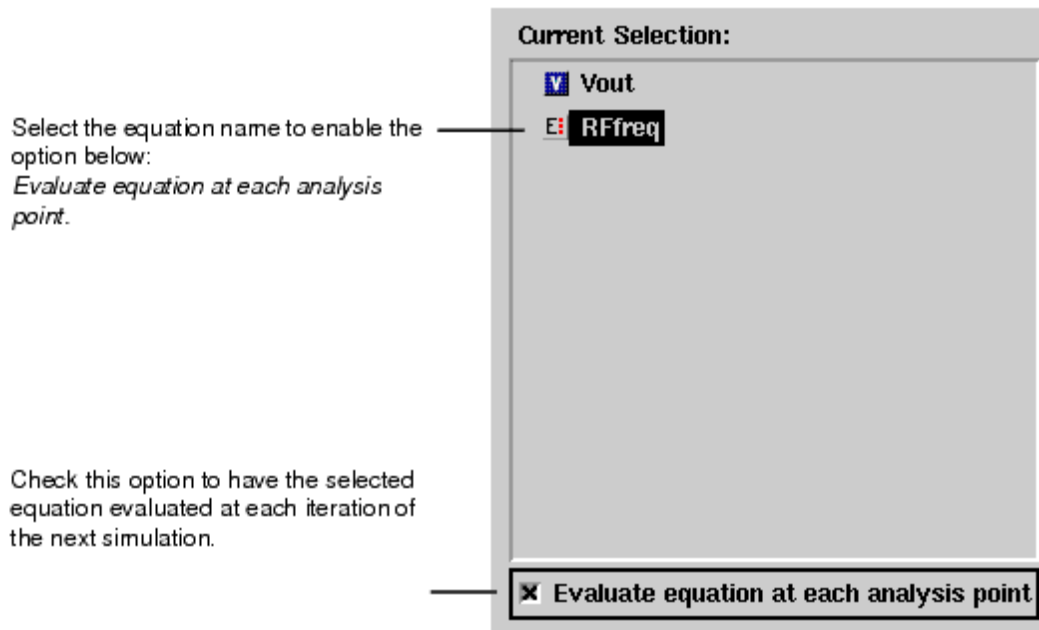 Current Selection:
V Vout
E RFfreq
Select the equation name to enable the
option below:
Evaluate equation at each analysis
point.
Check this option to have the selected
equation evaluated at each iteration of
the next simulation.
Evaluate equation at each analysis point